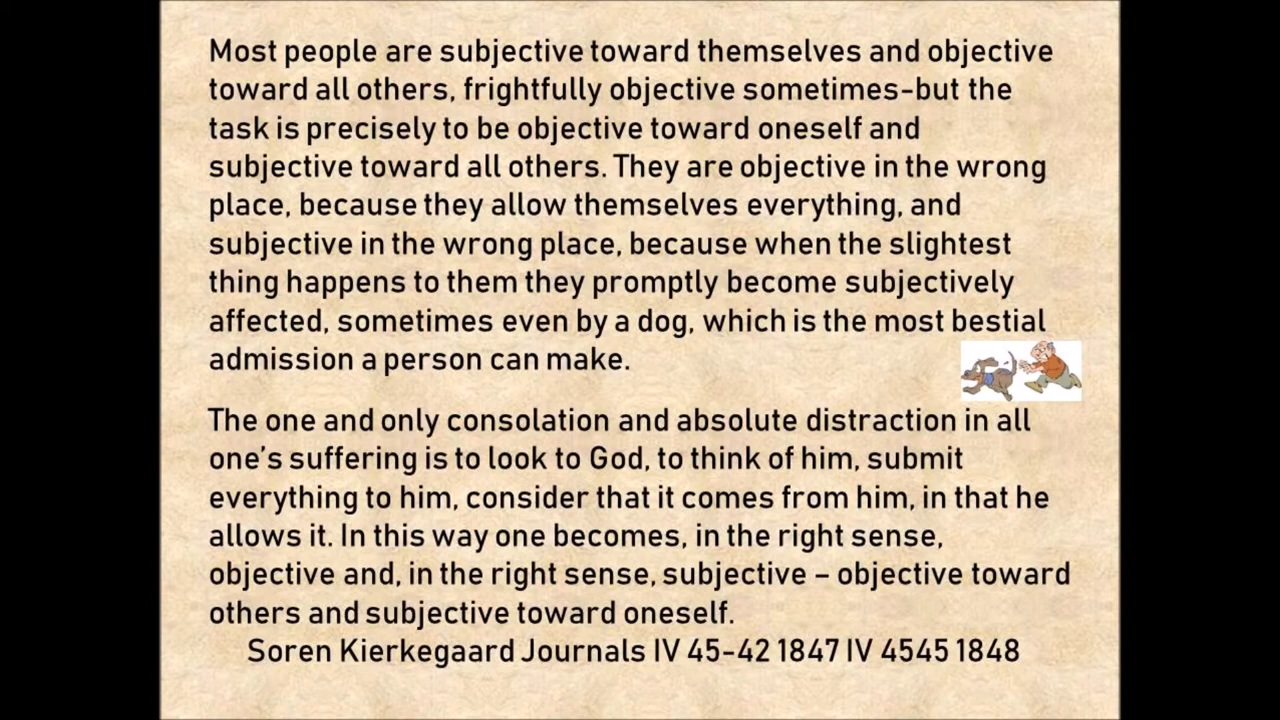 Most people are subjective toward themselves and objective
toward all others, frightfully objective sometimes-but the
task is precisely to be objective toward oneself and
subjective toward all others. They are objective in the wrong
place, because they allow themselves everything, and
subjective in the wrong place, because when the slightest
thing happens to them they promptly become subjectively
affected, sometimes even by a dog, which is the most bestial
admission a person can make.
The one and only consolation and absolute distraction in all
one’s suffering is to look to God, to think of him, submit
everything to him, consider that it comes from him, in that he
allows it. In this way one becomes, in the right sense,
objective and, in the right sense, subjective – objective toward
others and subjective toward oneself.
Soren Kierkegaard Journals IV 45-42 1847 IV 4545 1848